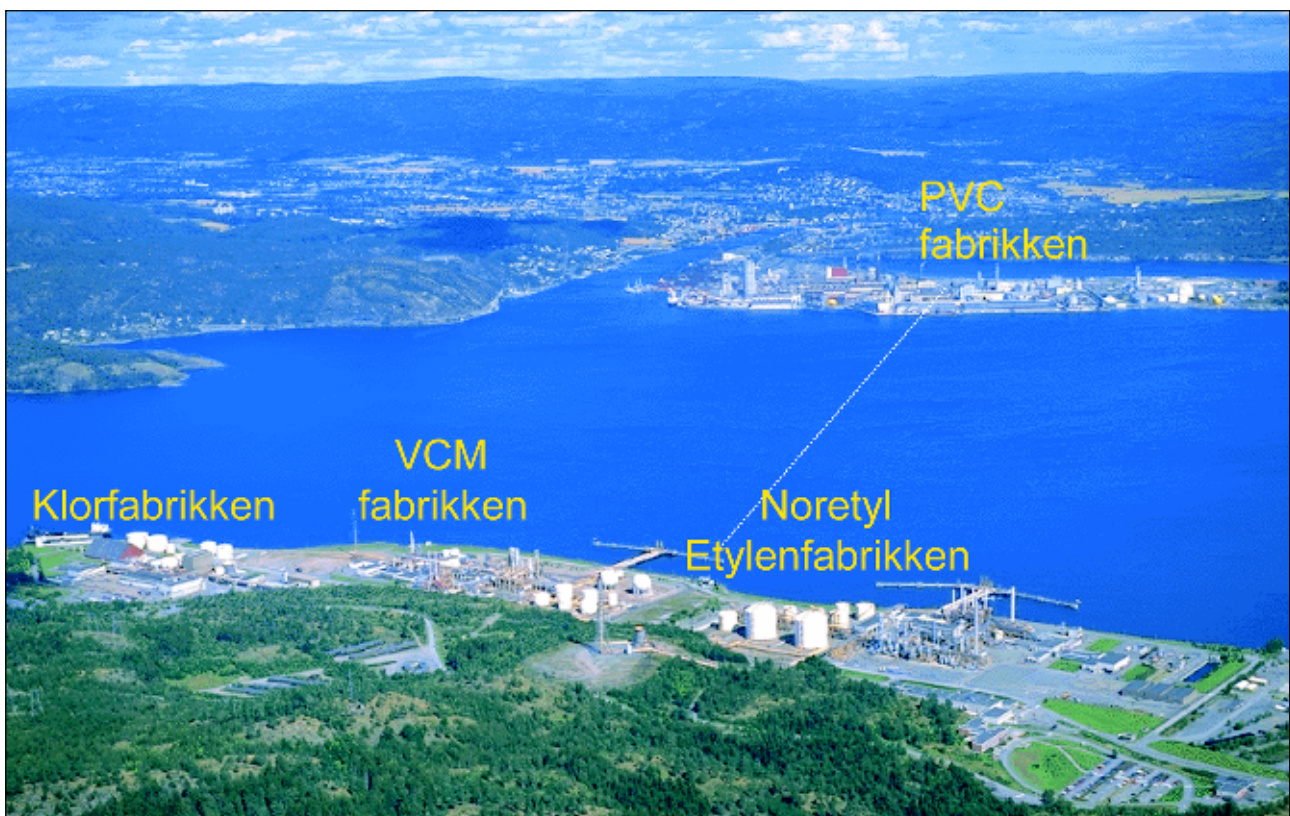 PVC
fabrikken
VCM
fabrikken
Klorfabrikken
Noretyl
Etylenfabrikken